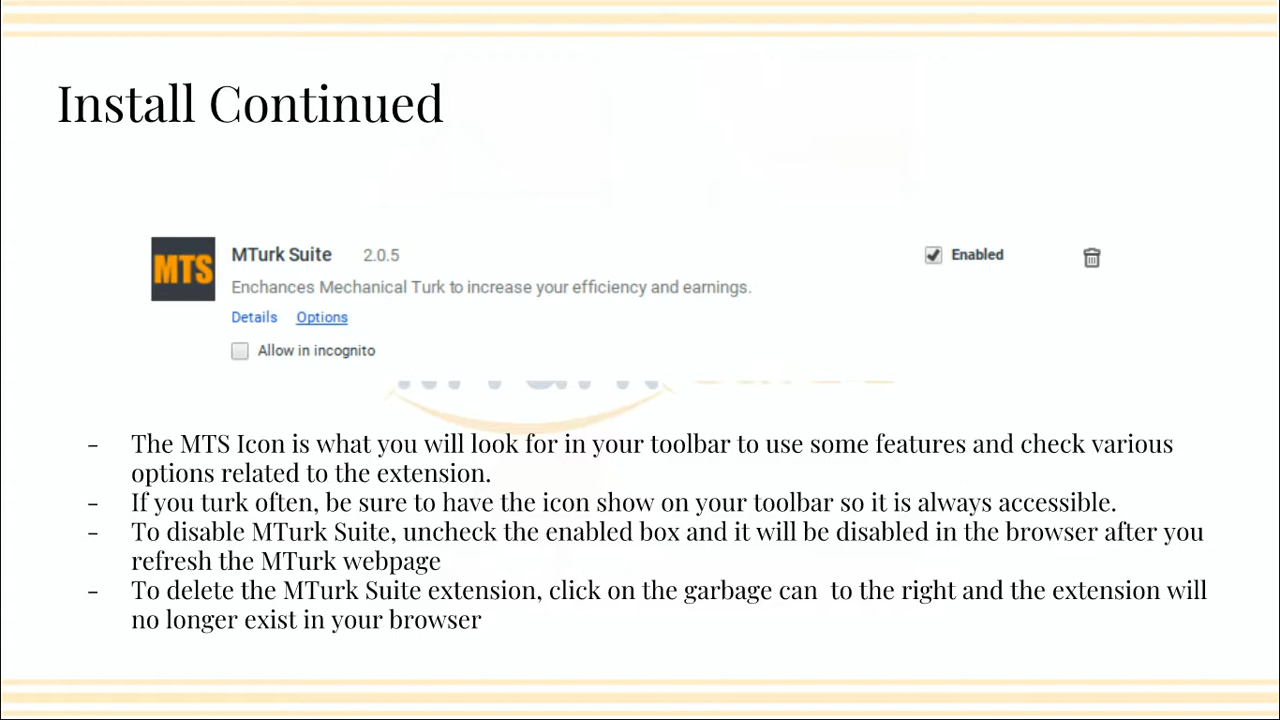 Install Continued
MTS
MTurk Suite 2.0.5
Enabled
Enchances Mechanical Turk to increase your efficiency and earnings.
Details Options
Allow in incognito
- The MTS Icon is what you will look for in your toolbar to use some features and check various
options related to the extension.
- If you turk often, be sure to have the icon show on your toolbar so it is always accessible.
- To disable MTurk Suite, uncheck the enabled box and it will be disabled in the browser after you
refresh the MTurk webpage
- To delete the MTurk Suite extension, click on the garbage can  to the right and the extension will
no longer exist in your browser